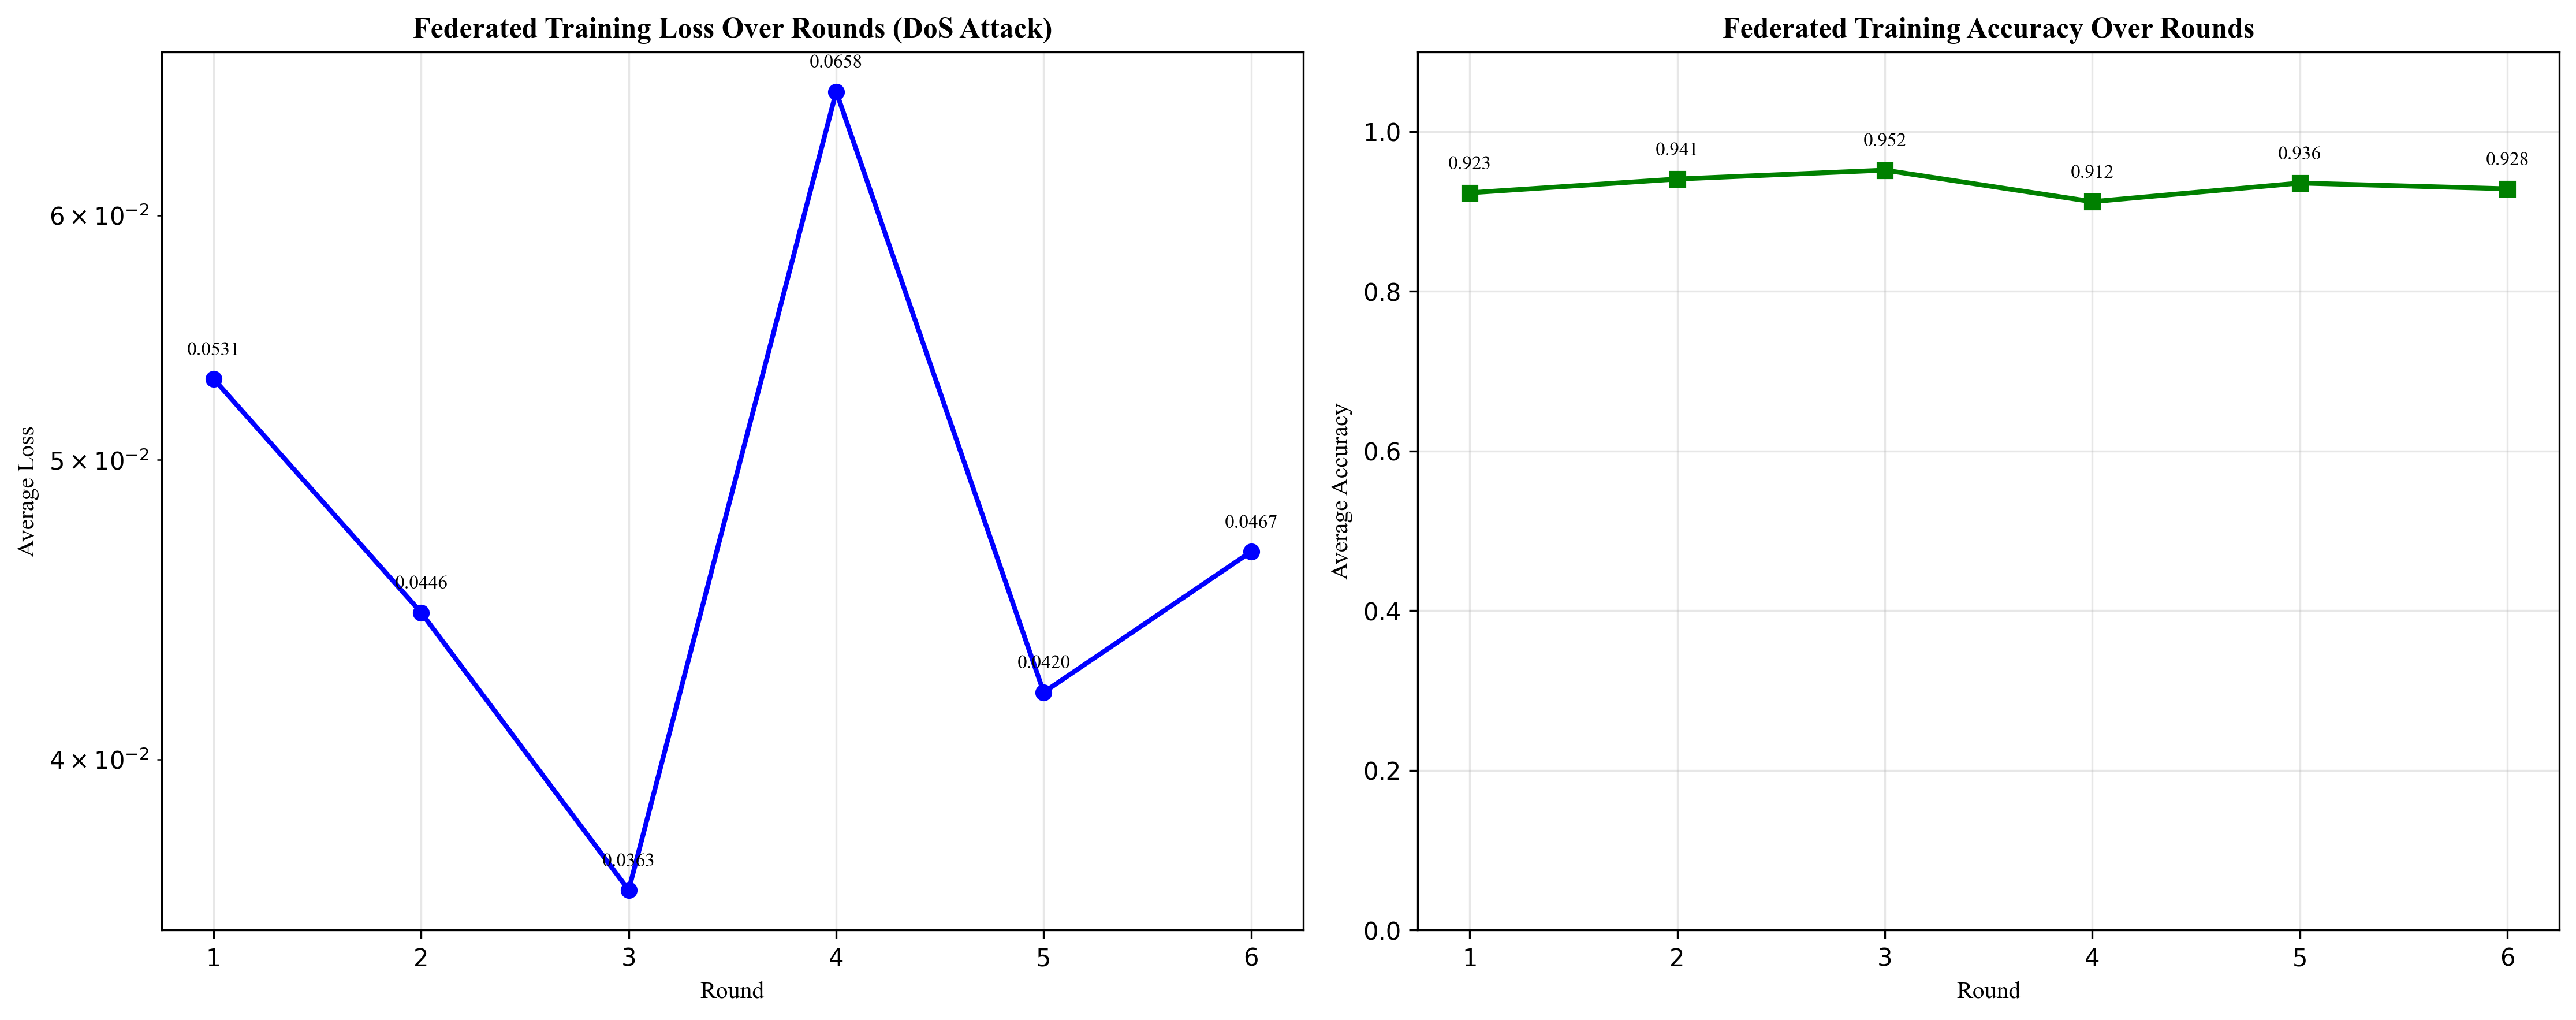 Federated Training Loss Over Rounds (DoS Attack)
Average Loss
6 × 10⁻²
5 × 10⁻²
4 × 10⁻²
0.0531
0.0446
0.0363
0.0658
0.0420
0.0467
1 2 3 4 5 6
Round
Federated Training Accuracy Over Rounds
Average Accuracy
1.0
0.8
0.6
0.4
0.2
0.0
0.923
0.941
0.952
0.912
0.936
0.928
1 2 3 4 5 6
Round